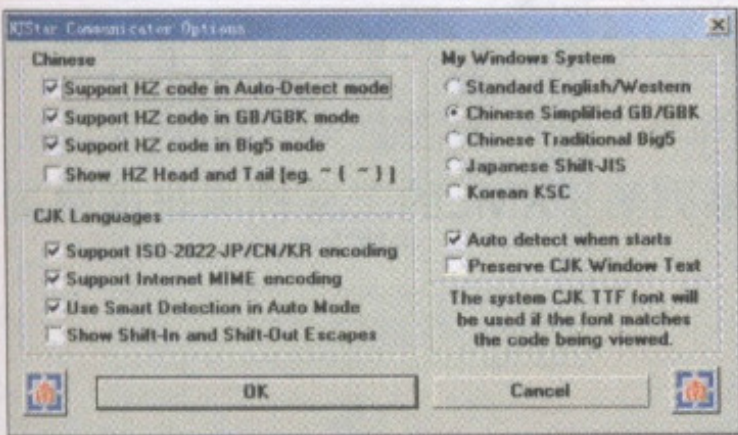 NJStar Communicator Options
Chinese
Support HZ code in Auto-Detect mode
Support HZ code in GB/GBK mode
Support HZ code in Big5 mode
Show HZ Head and Tail [eg. ~{ ~}]
CJK Languages
Support ISO-2022-JP/CN/KR encoding
Support Internet MIME encoding
Use Smart Detection in Auto Mode
Show Shift-In and Shift-Out Escapes
My Windows System
Standard English/Western
Chinese Simplified GB/GBK
Chinese Traditional Big5
Japanese Shift-JIS
Korean KSC
Auto detect when starts
Preserve CJK Window Text
The system CJK TTF font will
be used if the font matches
the code being viewed.
OK
Cancel